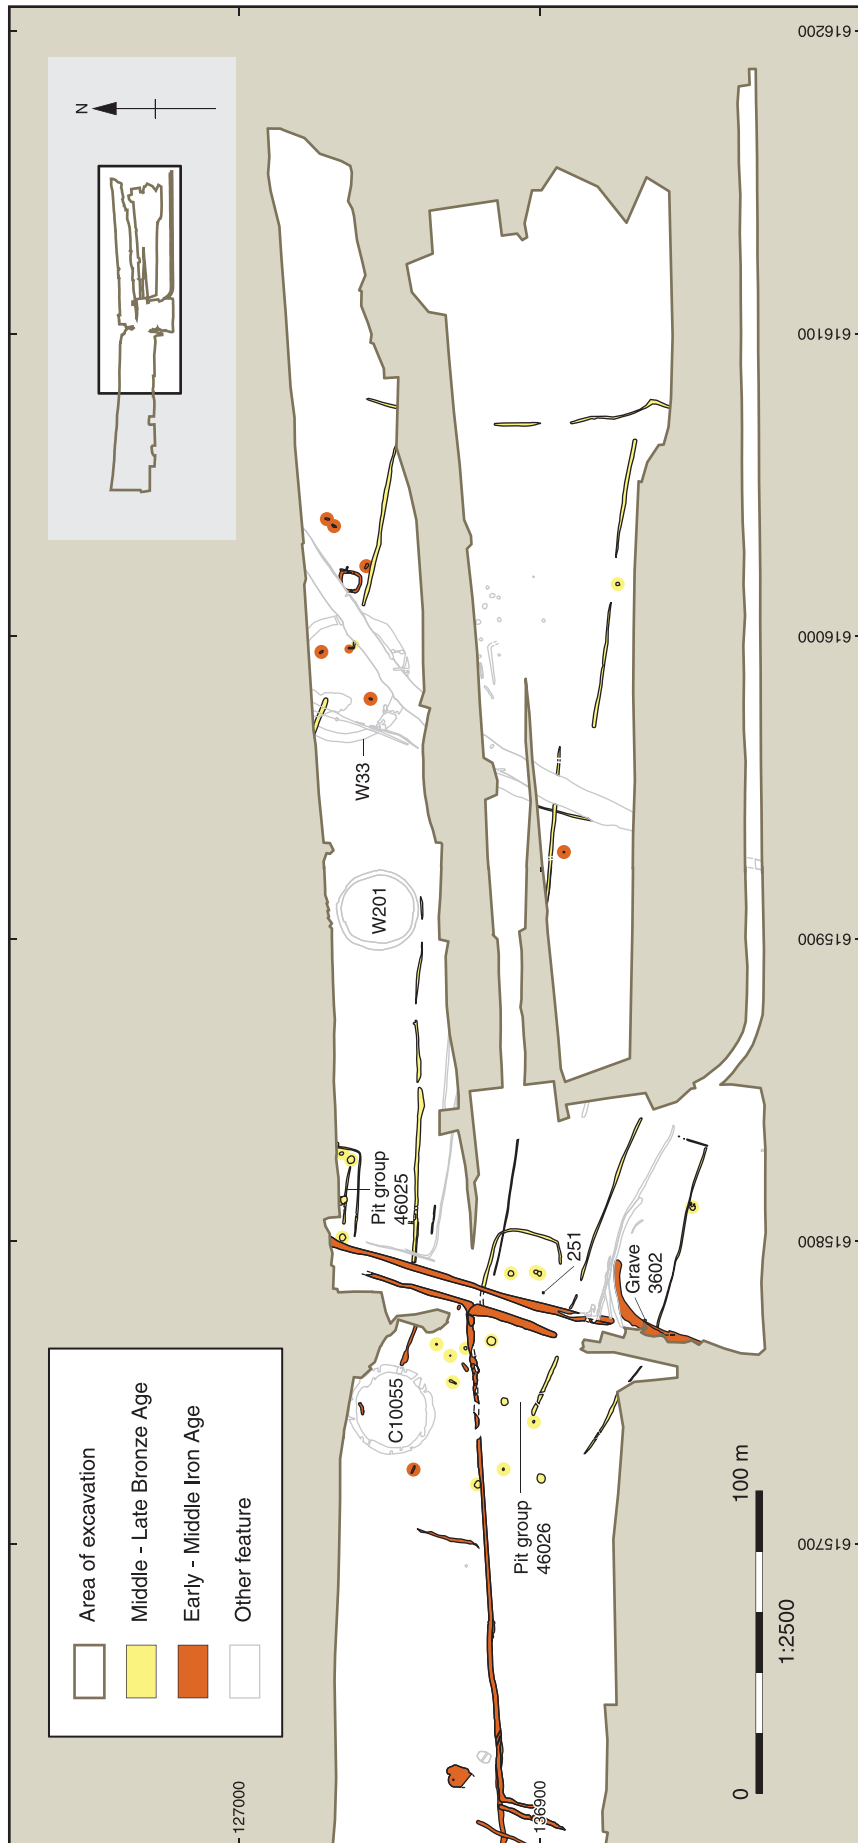 N
Area of excavation
Middle - Late Bronze Age
Early - Middle Iron Age
Other feature
W33
W201
Pit group
46025
251
Grave
3602
C10055
Pit group
46026
616200
616100
616000
615900
615800
615700
127000
136900
0
100 m
1:2500